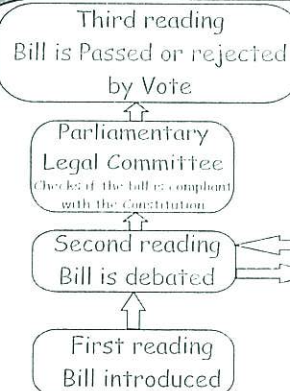 Third reading
Bill is Passed or rejected
by Vote
Parliamentary
Legal Committee
Checks if the bill is compliant
with the Constitution
Second reading
Bill is debated
First reading
Bill introduced